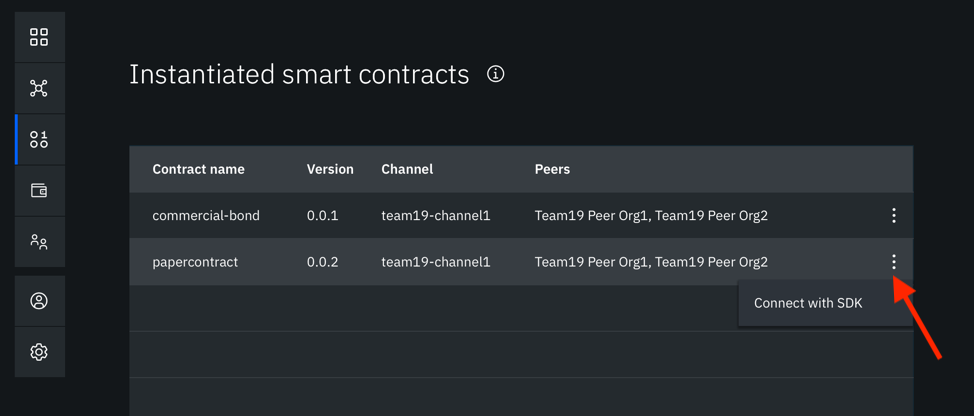 Instantiated smart contracts
Contract name Version Channel Peers
commercial-bond 0.0.1 team19-channel1 Team19 Peer Org1, Team19 Peer Org2
papercontract 0.0.2 team19-channel1 Team19 Peer Org1, Team19 Peer Org2
Connect with SDK